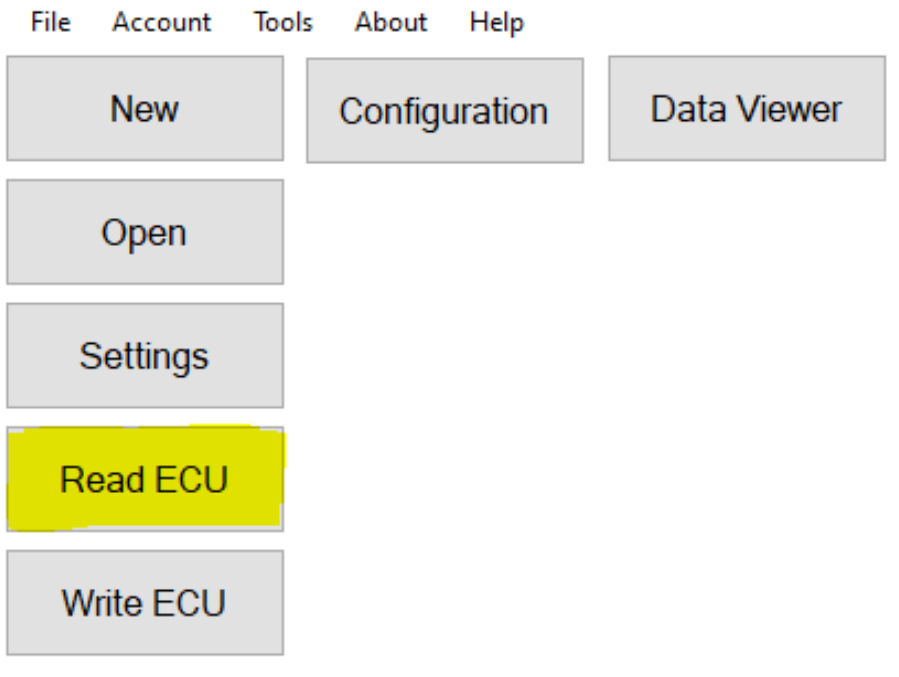 File Account Tools About Help
New Configuration Data Viewer
Open
Settings
Read ECU
Write ECU